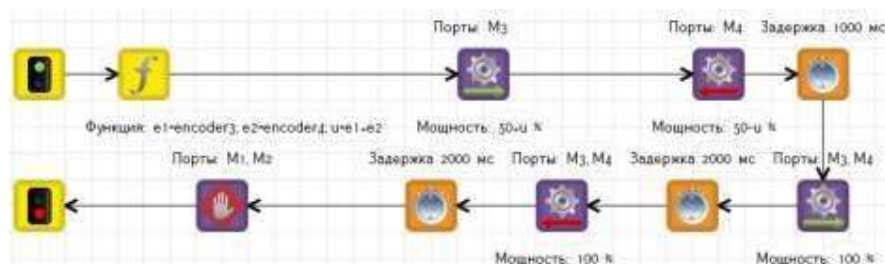 Порты: M3
Порты: M4
Задержка 1000 мс
Функция: e1=encoder3; e2=encoder4; u=e1+e2
Мощность: 50+u %
Мощность: 50-u %
Порты: M1, M2
Задержка 2000 мс
Порты: M3, M4
Задержка 2000 мс
Порты: M3, M4
Мощность: 100 %
Мощность: 100 %